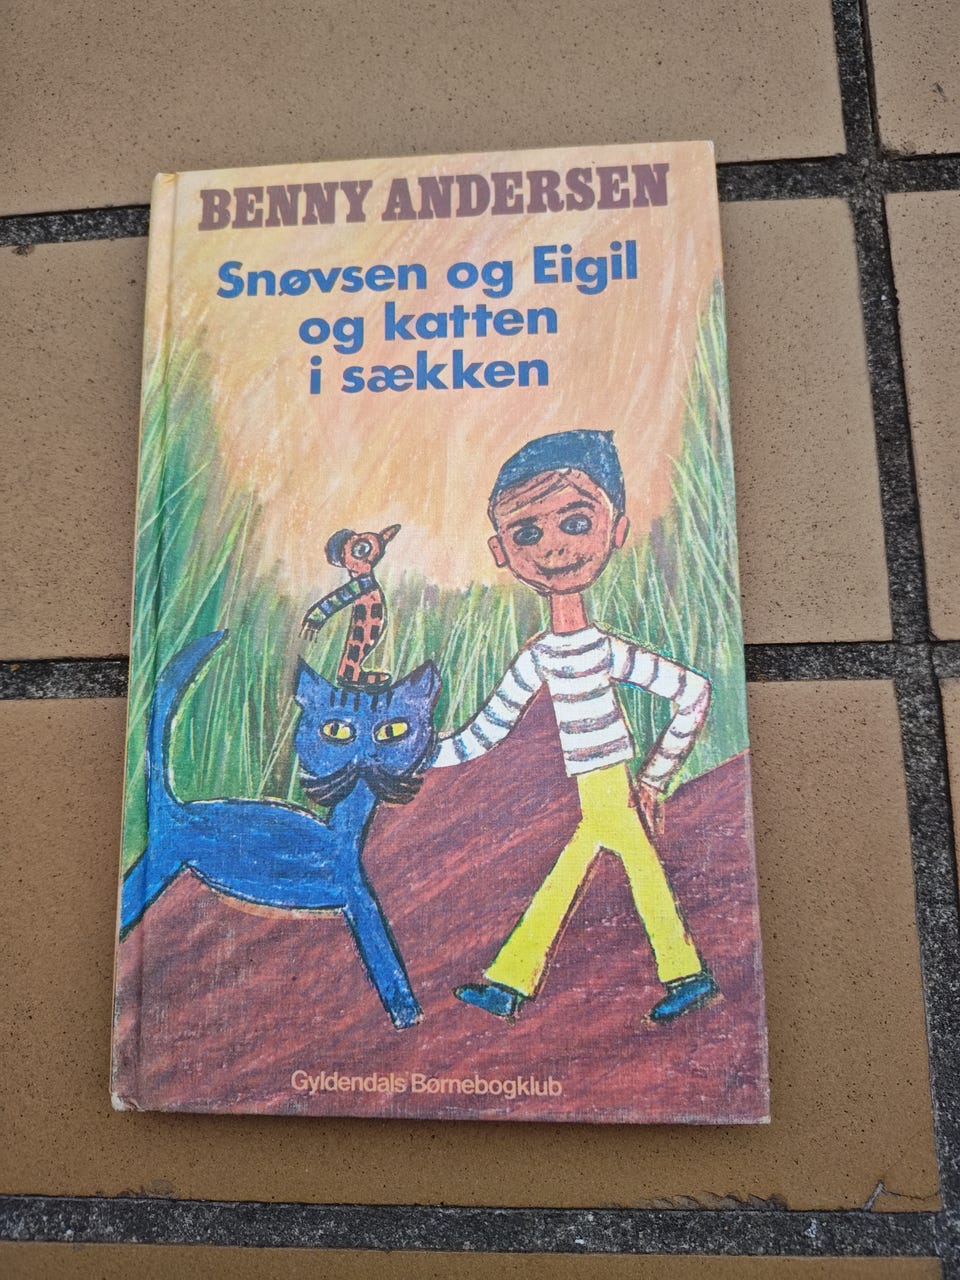 BENNY ANDERSEN
Snøvsen og Eigil
og katten
i sækken
Gyldendals Børnebogklub